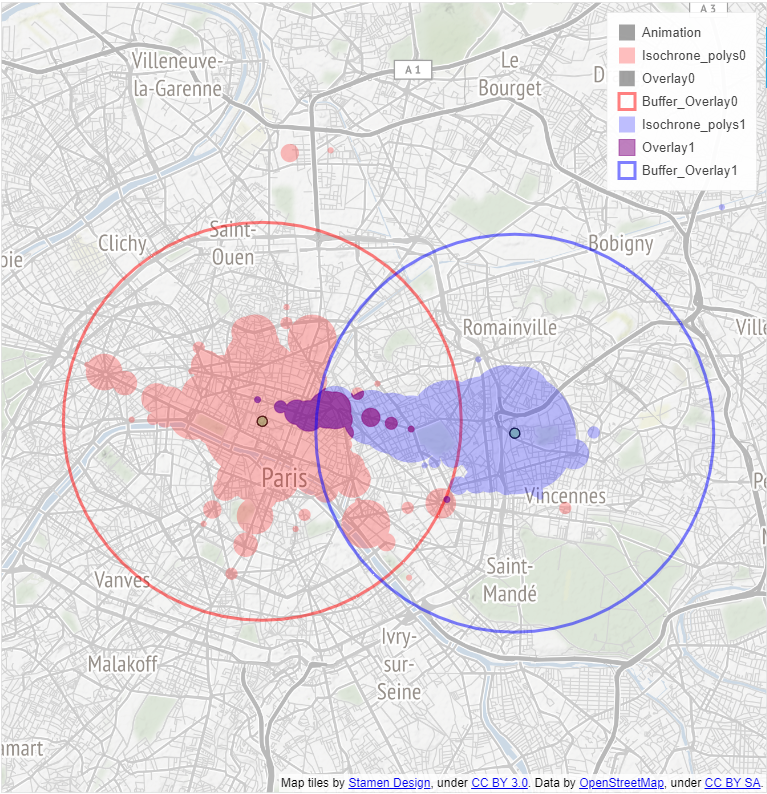 A 3
Animation
Isochrone_polys0
Overlay0
Buffer_Overlay0
Isochrone_polys1
Overlay1
Buffer_Overlay1
Villeneuve-
la-Garenne
A 1
Le
Bourget
D
Saint-
Ouen
Clichy
Bobigny
oie
Romainville
Ville
Paris
Vincennes
Pe
Vanves
Saint-
Mandé
Ivry-
sur-
Seine
Malakoff
amart
Map tiles by Stamen Design, under CC BY 3.0. Data by OpenStreetMap, under CC BY SA.